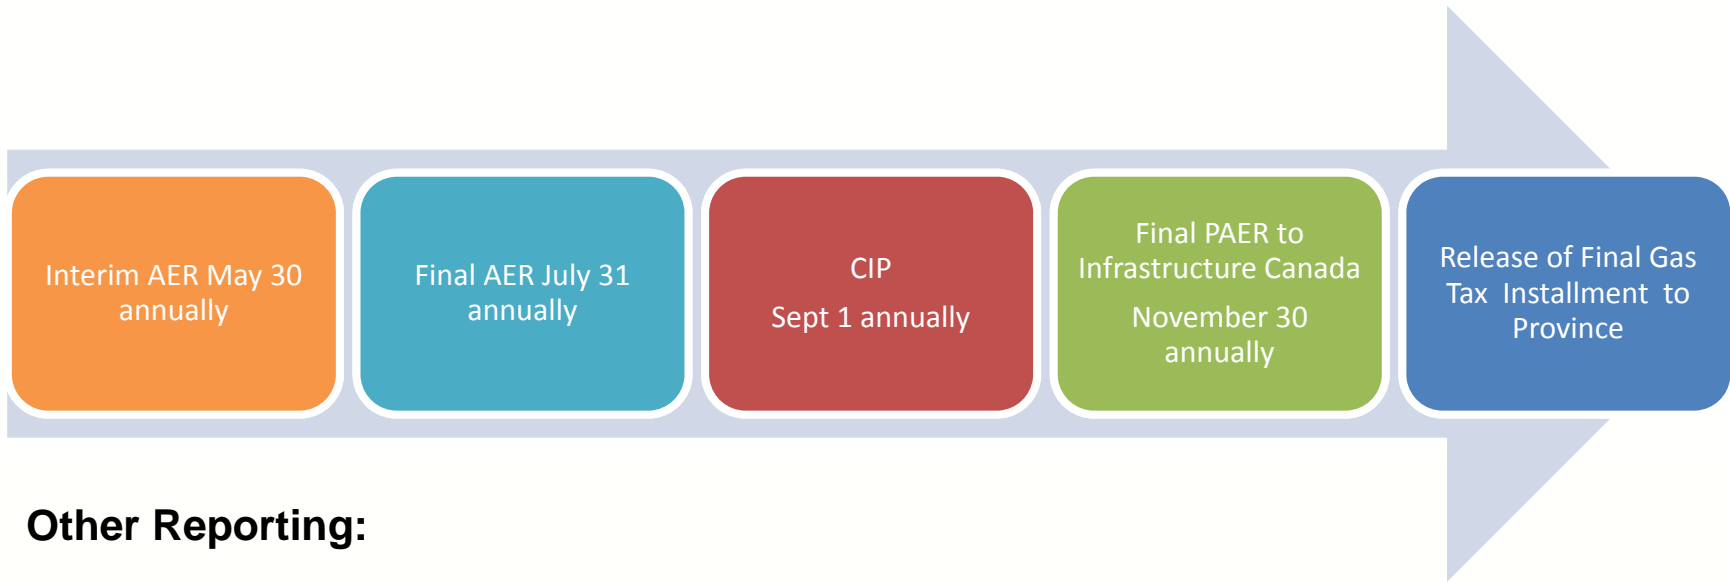 Interim AER May 30
annually
Final AER July 31
annually
CIP
Sept 1 annually
Final PAER to
Infrastructure Canada
November 30
annually
Release of Final Gas
Tax Installment to
Province
Other Reporting: